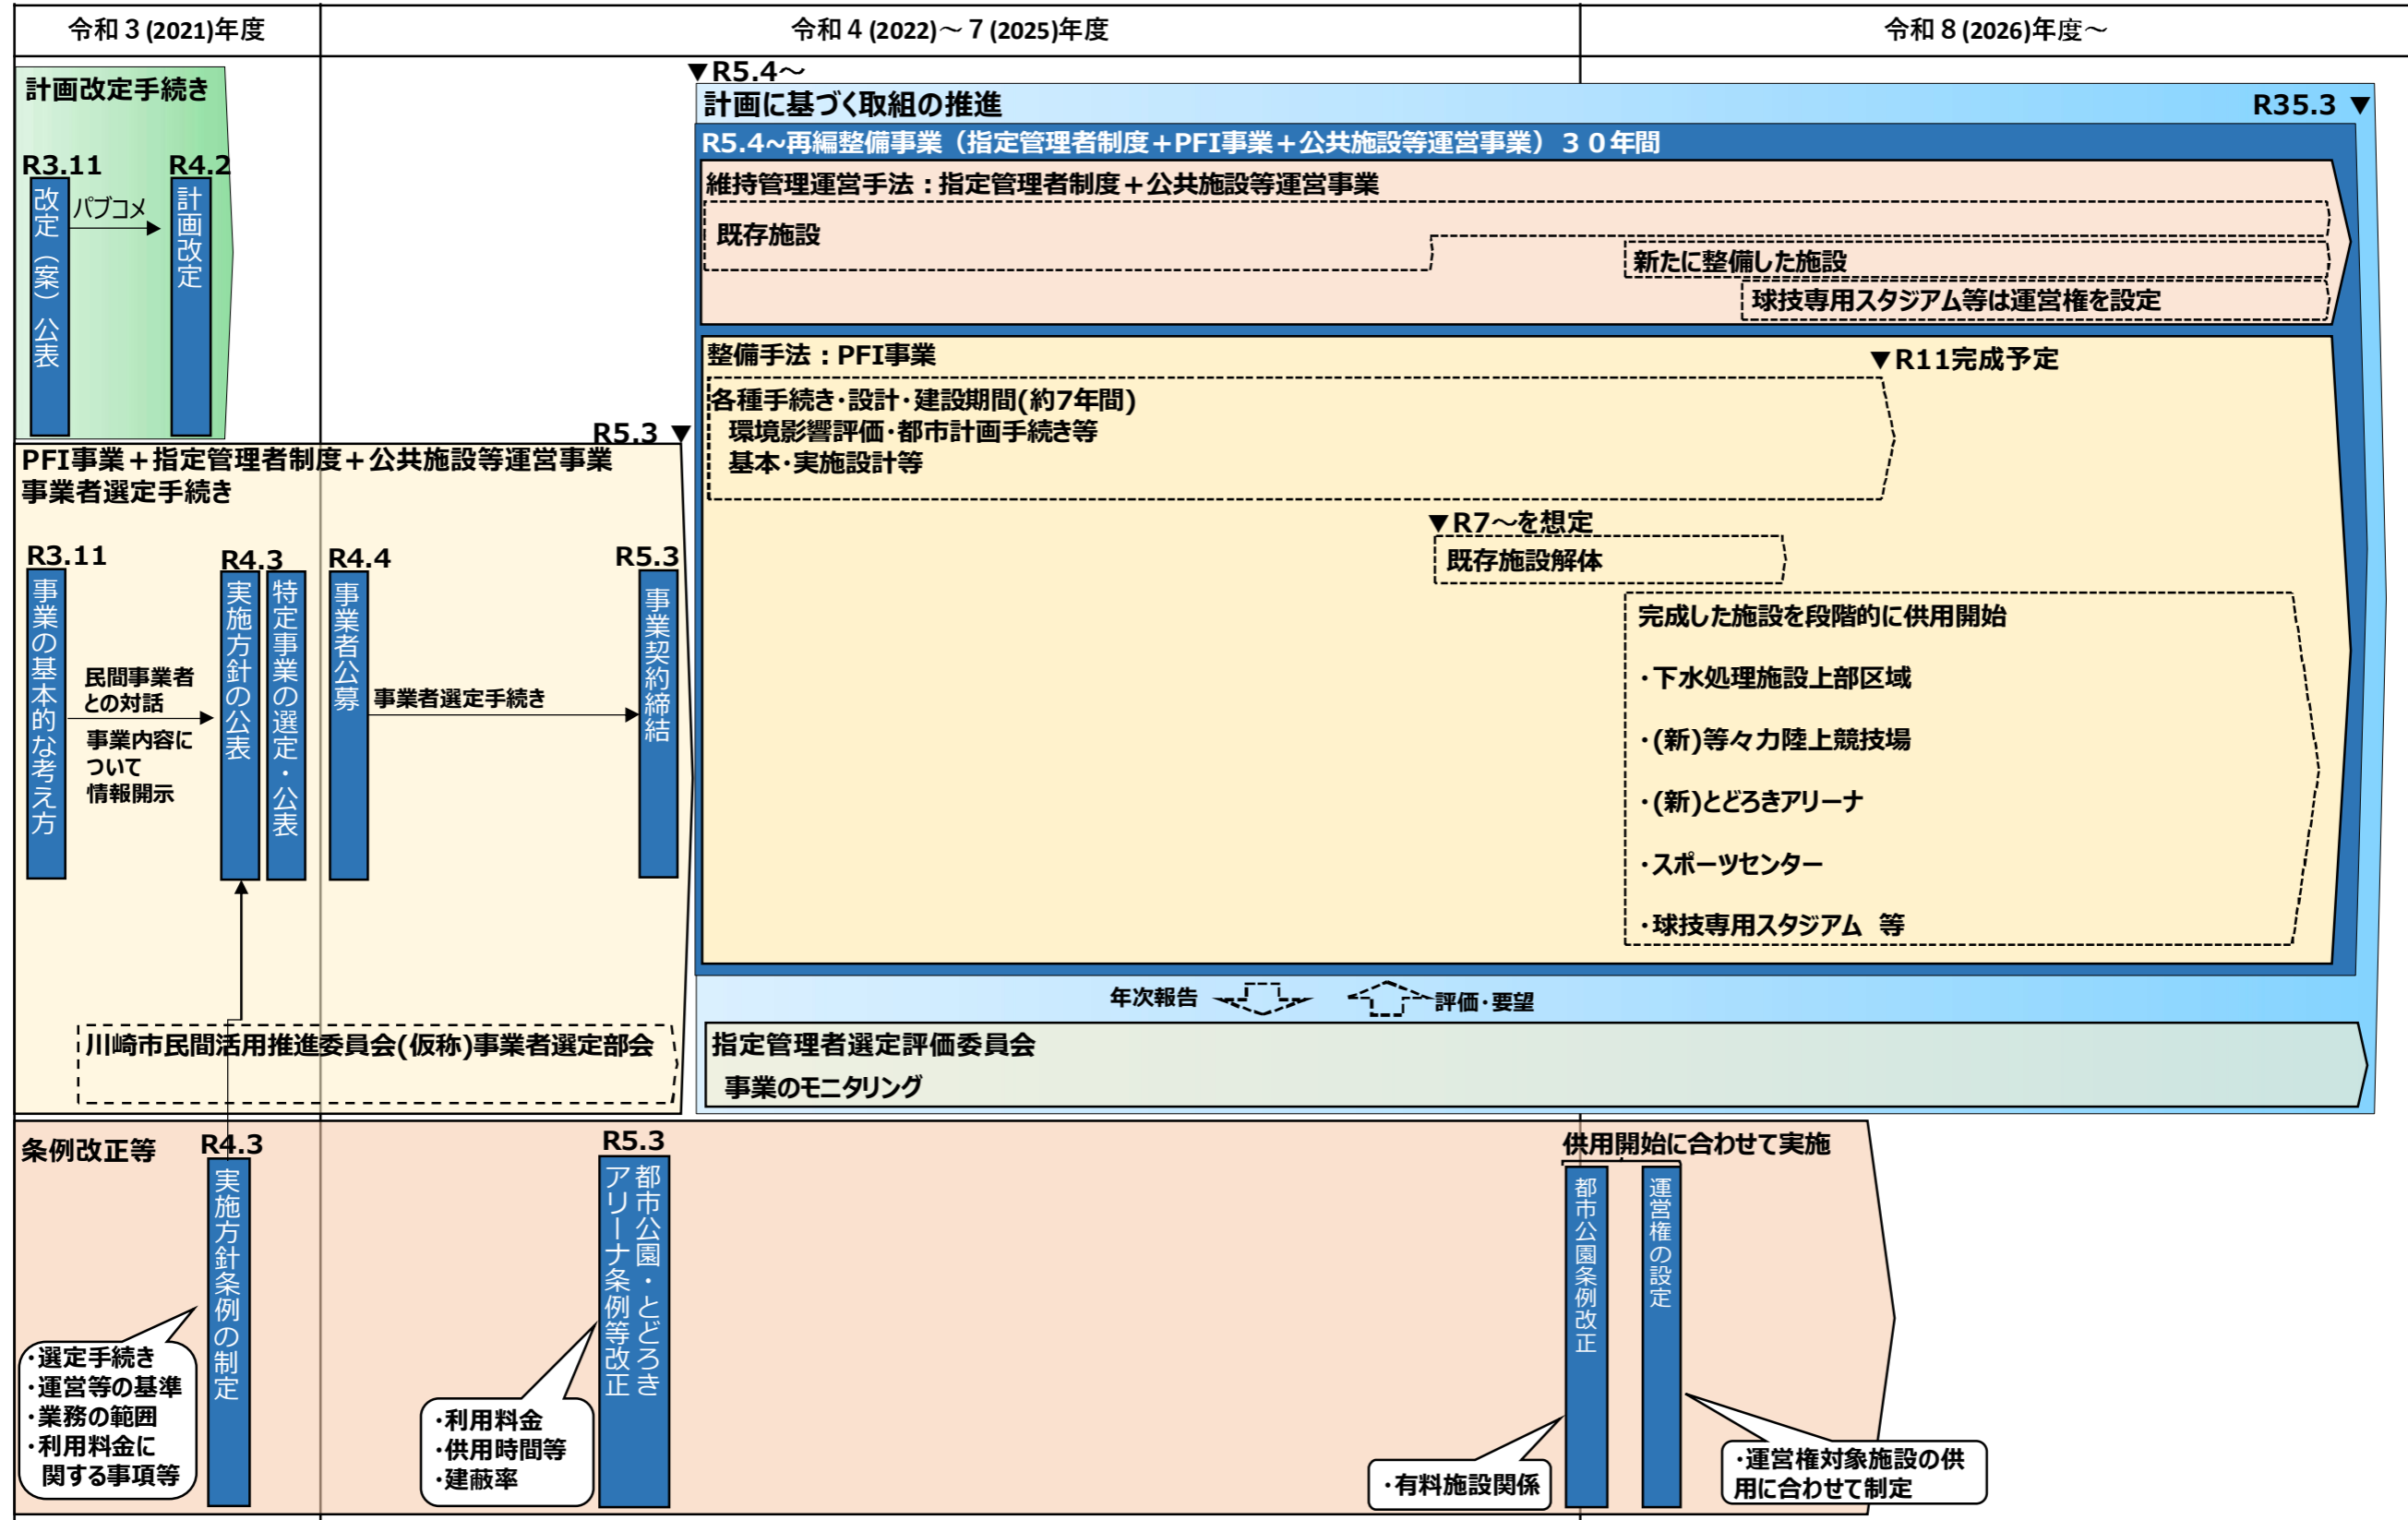 令和３(2021)年度
令和４(2022)～７(2025)年度
令和８(2026)年度～
計画改定手続き
R3.11
R4.2
改定（案）公表
パブコメ
計画改定
▼R5.4～
計画に基づく取組の推進
R35.3 ▼
R5.4~再編整備事業（指定管理者制度＋PFI事業＋公共施設等運営事業）３０年間
維持管理運営手法：指定管理者制度＋公共施設等運営事業
既存施設
新たに整備した施設
球技専用スタジアム等は運営権を設定
整備手法：PFI事業
▼R11完成予定
各種手続き・設計・建設期間(約7年間)
環境影響評価・都市計画手続き等
基本・実施設計等
▼R7～を想定
既存施設解体
完成した施設を段階的に供用開始
・下水処理施設上部区域
・(新)等々力陸上競技場
・(新)とどろきアリーナ
・スポーツセンター
・球技専用スタジアム 等
R5.3 ▼
PFI事業＋指定管理者制度＋公共施設等運営事業
事業者選定手続き
R3.11
R4.3
R4.4
R5.3
事業の基本的な考え方
民間事業者
との対話
事業内容に
ついて
情報開示
実施方針の公表
特定事業の選定・公表
事業者公募
事業者選定手続き
事業契約締結
川崎市民間活用推進委員会(仮称)事業者選定部会
年次報告
評価・要望
指定管理者選定評価委員会
事業のモニタリング
条例改正等
R4.3
実施方針条例の制定
・選定手続き
・運営等の基準
・業務の範囲
・利用料金に
関する事項等
R5.3
都市公園・とどろき
アリーナ条例等改正
・利用料金
・供用時間等
・建蔽率
供用開始に合わせて実施
都市公園条例改正
運営権の設定
・有料施設関係
・運営権対象施設の供
用に合わせて制定